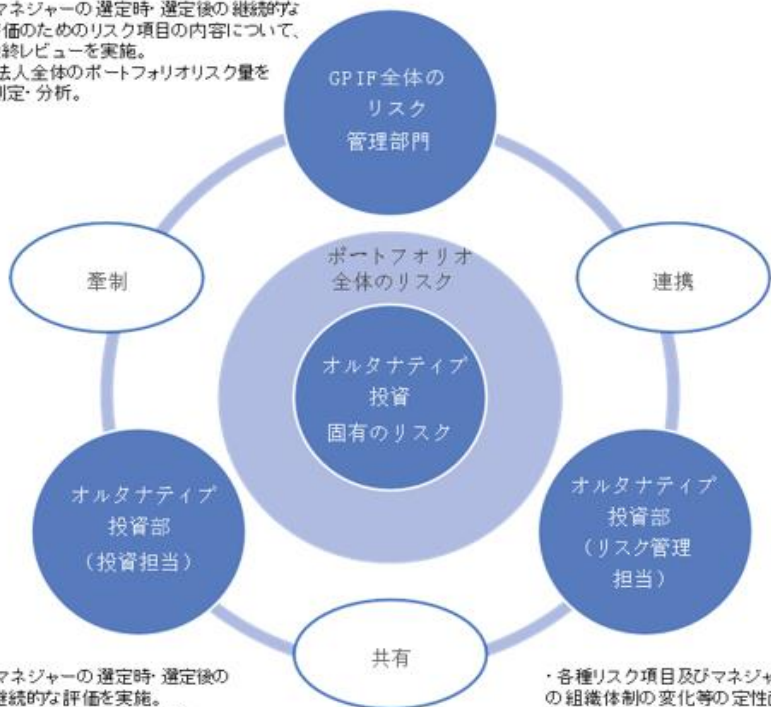 マネジャーの選定時・選定後の継続的な
価のためのリスク項目の内容について、
終レビューを実施。
法人全体のポートフォリオリスク量を
定・分析。
GPIF全体の
リスク
管理部門
牽制
ポートフォリオ
全体のリスク
連携
オルタナティブ
投資
固有のリスク
オルタナティブ
投資部
（投資担当）
オルタナティブ
投資部
（リスク管理
担当）
共有
マネジャーの選定時・選定後の
継続的な評価を実施。
・各種リスク項目及びマネジャ
の組織体制の変化等の定性